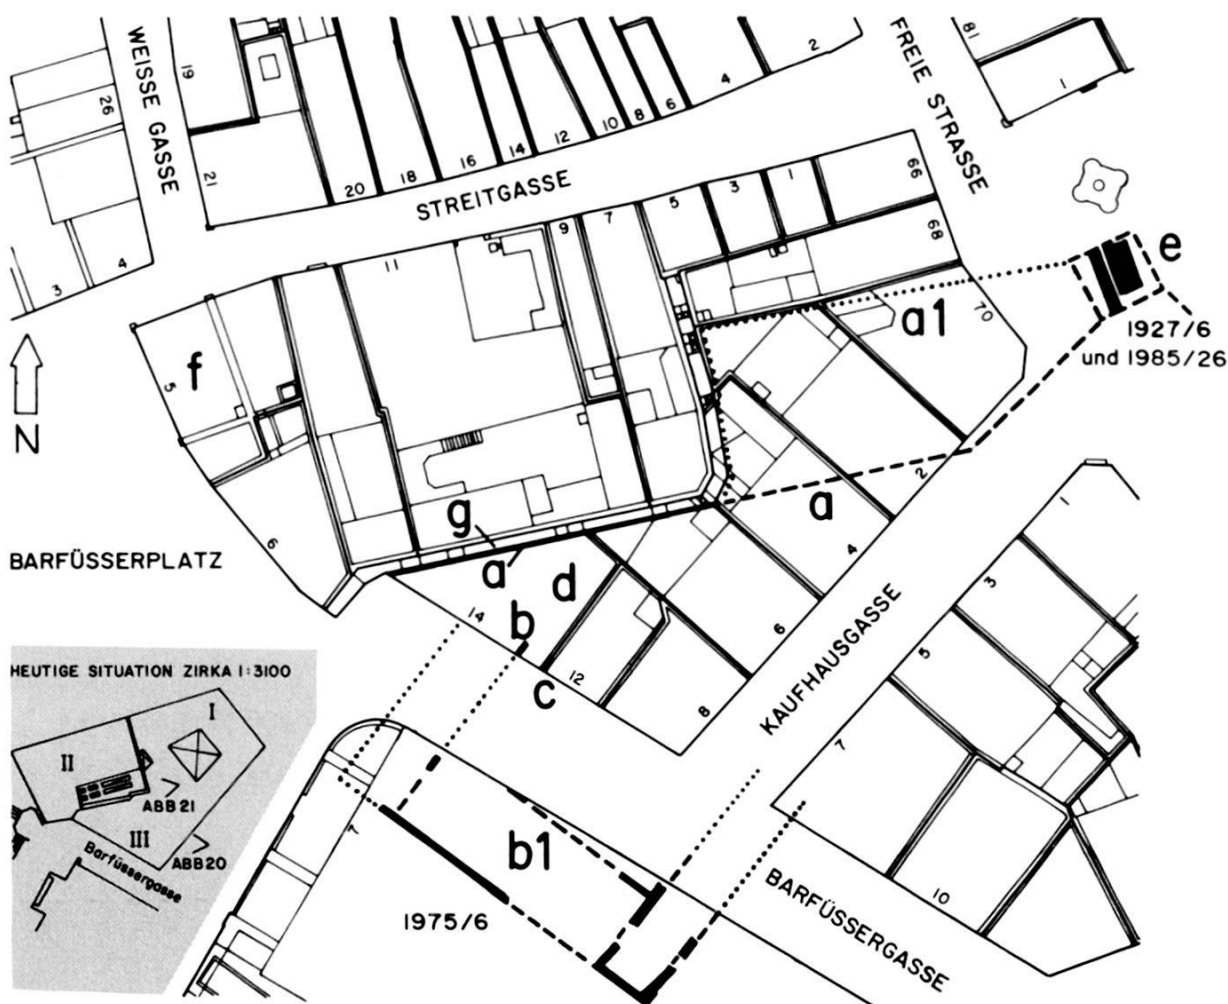 WEISSE GASSE
FREIE STRASSE
19
26
21
20
18
16
14
12
10
8
6
4
2
81
1
STREITGASSE
3
4
11
9
7
5
3
1
66
68
70
e
1927/6
und 1985/26
a1
f
5
N
6
g
a
a
d
b
c
14
12
8
6
4
2
BARFÜSSERPLATZ
KAUFHAUSGASSE
1
3
5
7
10
HEUTIGE SITUATION ZIRKA 1:3100
I
II
III
ABB 21
ABB 20
Barfüssergasse
7
b1
1975/6
BARFÜSSERGASSE